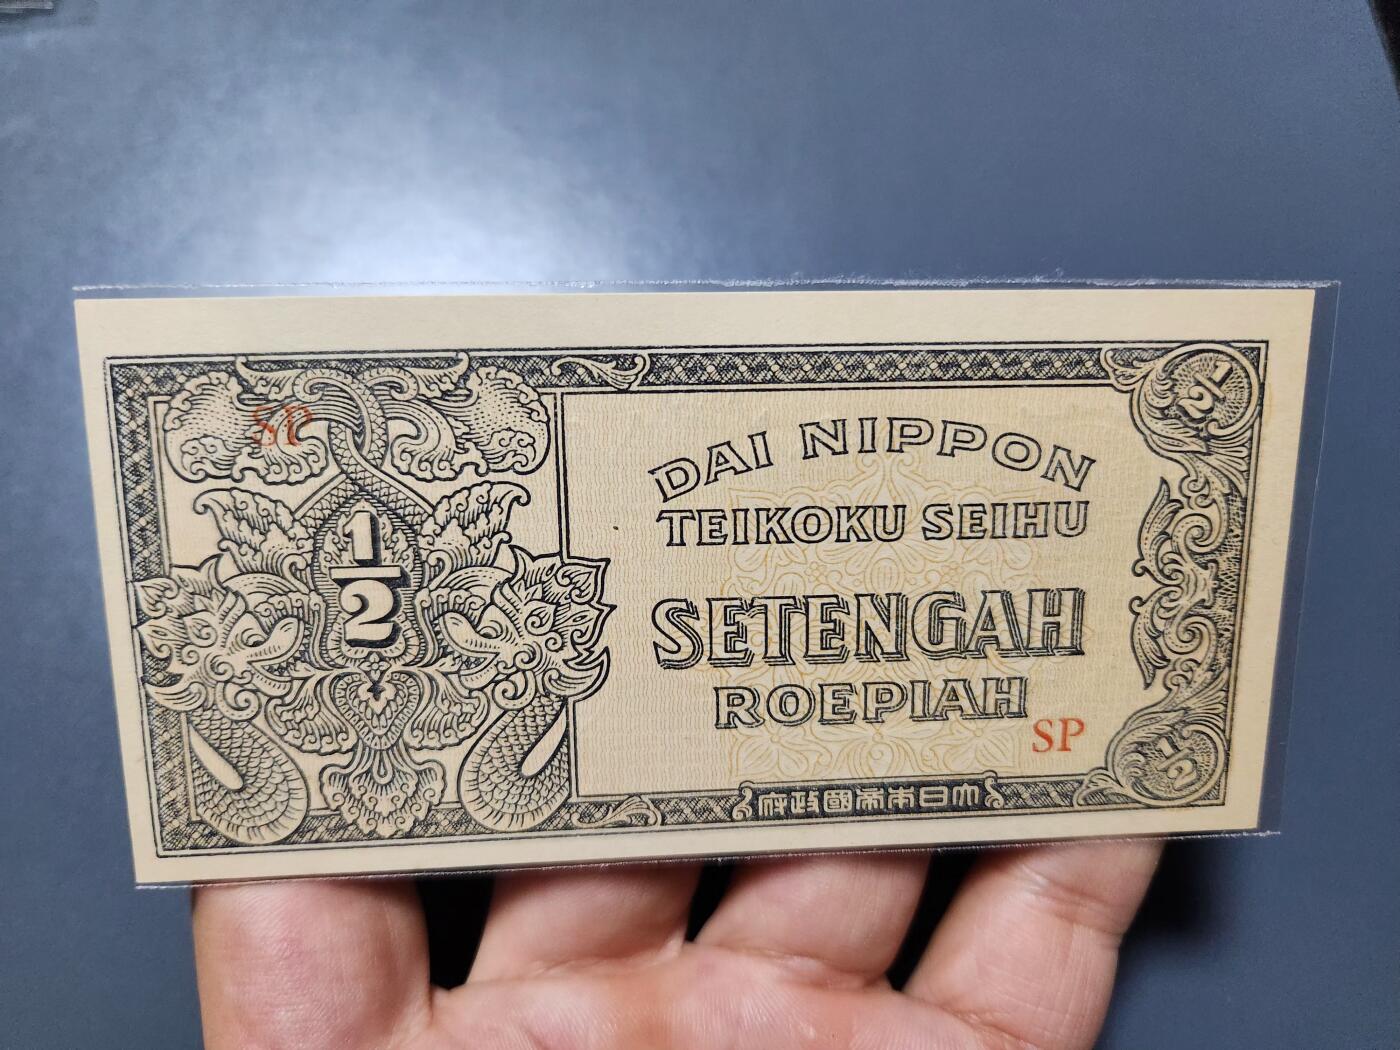 SP
1/2
1/2
DAI NIPPON
TEIKOKU SEIHU
SETENGAH
ROEPIAH
SP
1/2
府政國帝本日大